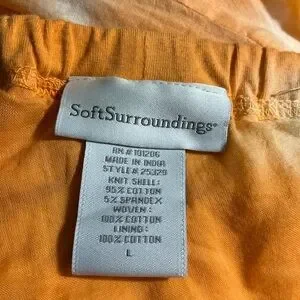 SoftSurroundings®
RN# 101206
MADE IN INDIA
STYLE# 25329
KNIT SHELL:
95% COTTON
5% SPANDEX
WOVEN:
100% COTTON
LINING:
100% COTTON
L